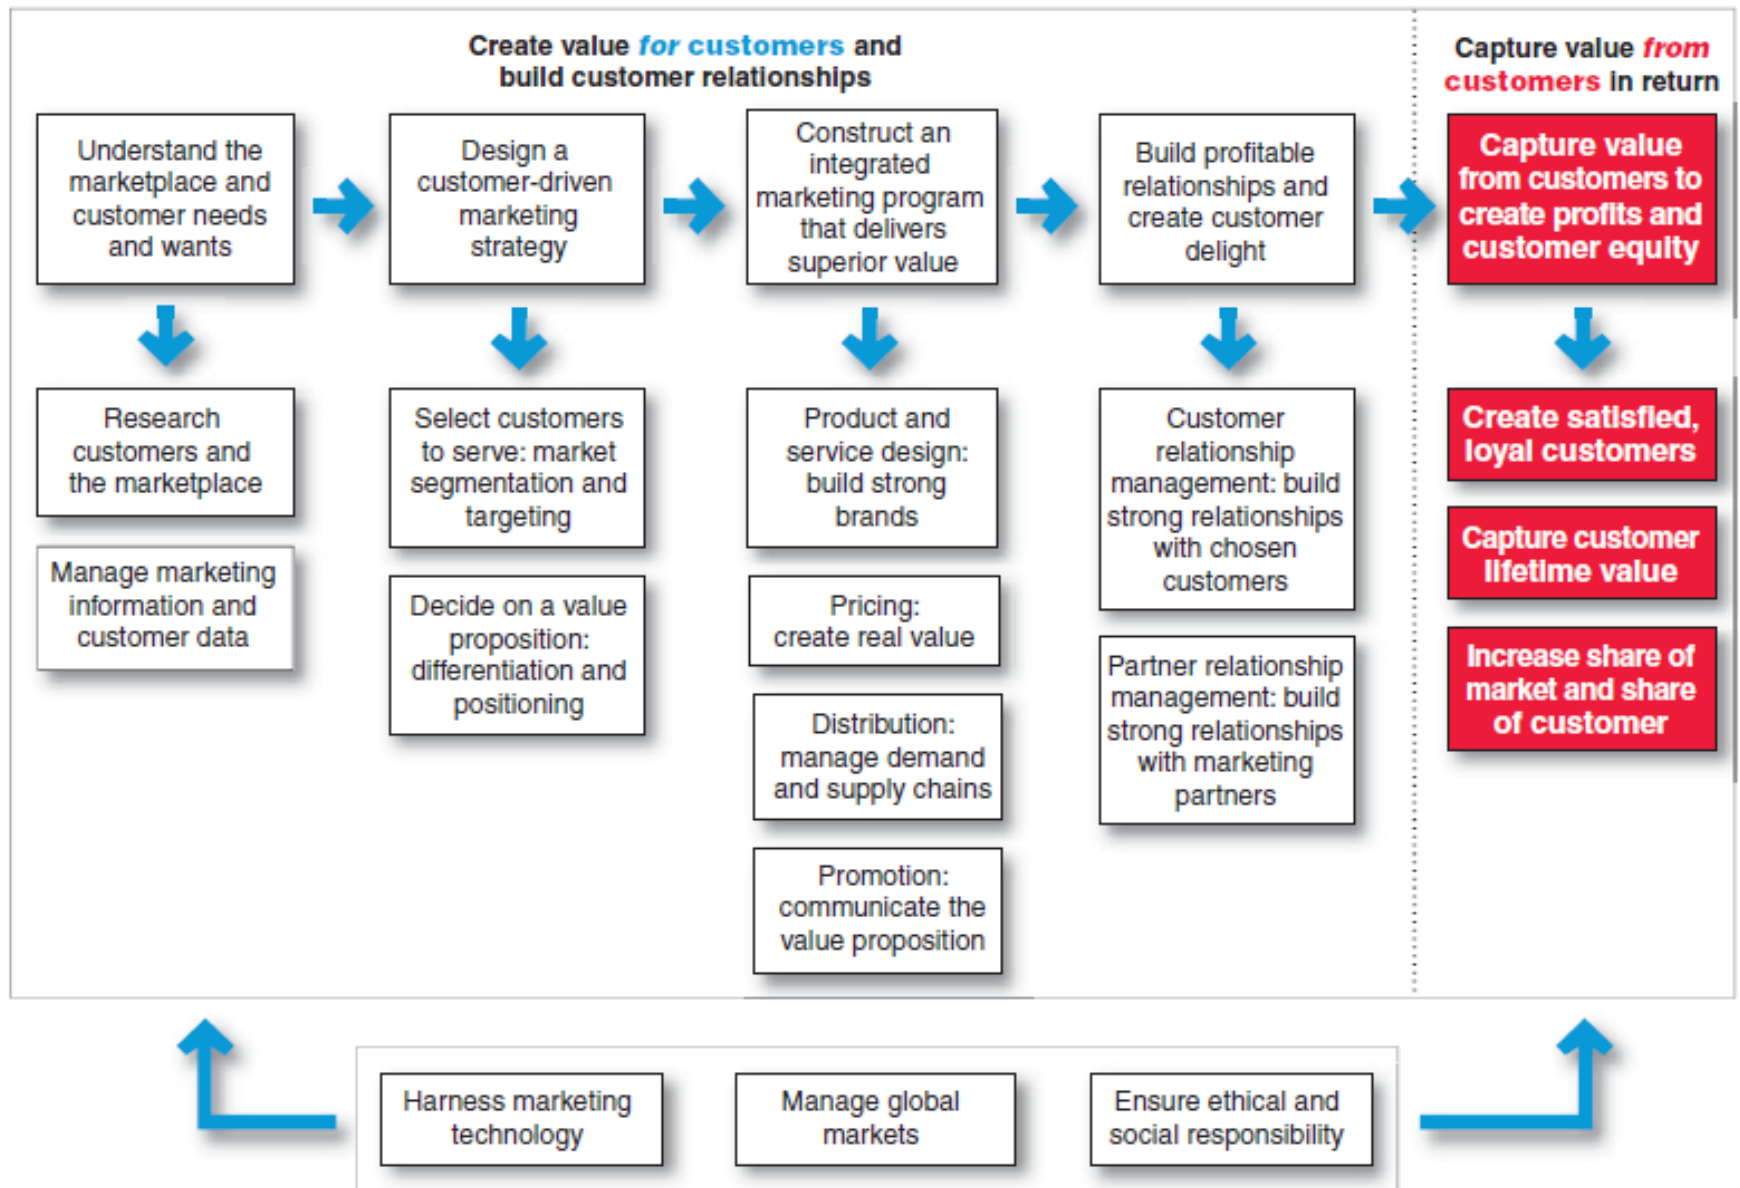 Create value for customers and
build customer relationships
Capture value from
customers in return
Understand the
marketplace and
customer needs
and wants
Design a
customer-driven
marketing
strategy
Construct an
integrated
marketing program
that delivers
superior value
Build profitable
relationships and
create customer
delight
Capture value
from customers to
create profits and
customer equity
Research
customers and
the marketplace
Manage marketing
information and
customer data
Select customers
to serve: market
segmentation and
targeting
Decide on a value
proposition:
differentiation and
positioning
Product and
service design:
build strong
brands
Pricing:
create real value
Distribution:
manage demand
and supply chains
Promotion:
communicate the
value proposition
Customer
relationship
management: build
strong relationships
with chosen
customers
Partner relationship
management: build
strong relationships
with marketing
partners
Create satisfied,
loyal customers
Capture customer
lifetime value
Increase share of
market and share
of customer
Harness marketing
technology
Manage global
markets
Ensure ethical and
social responsibility